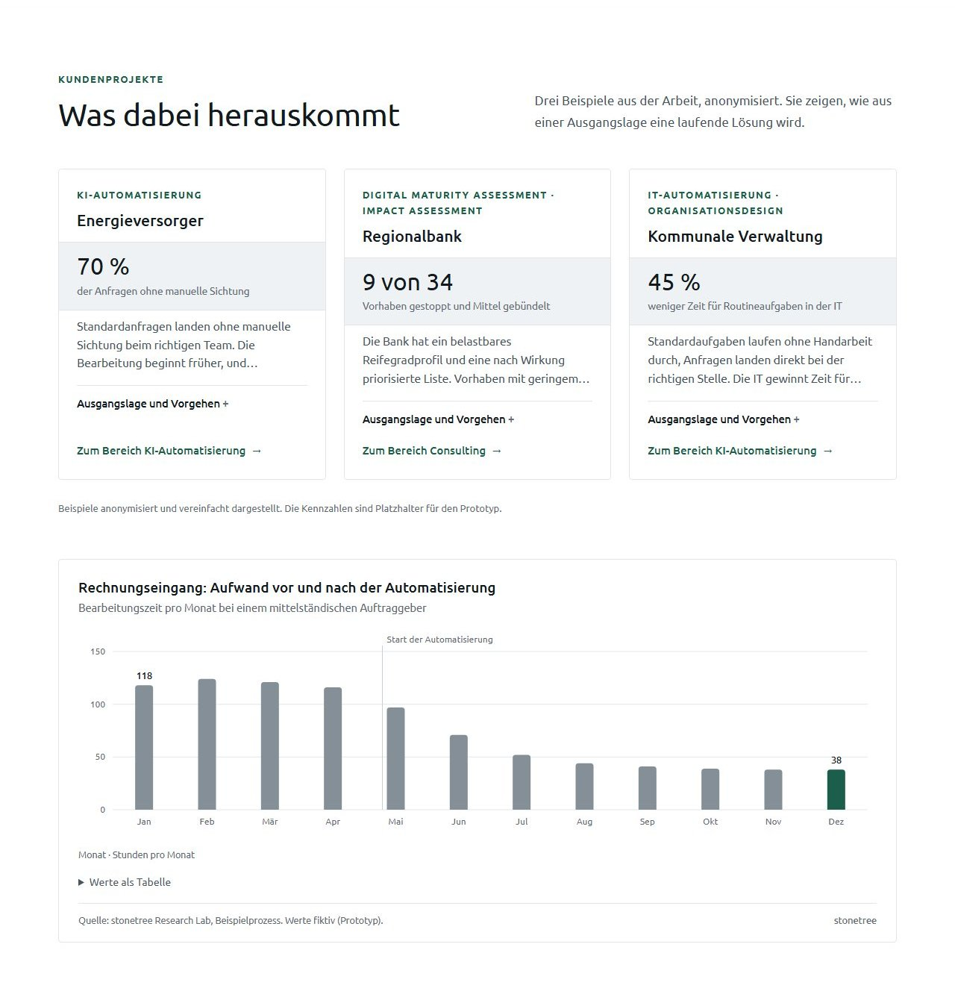 KUNDENPROJEKTE
Was dabei herauskommt
Drei Beispiele aus der Arbeit, anonymisiert. Sie zeigen, wie aus
einer Ausgangslage eine laufende Lösung wird.
KI-AUTOMATISIERUNG
Energieversorger
70 %
der Anfragen ohne manuelle Sichtung
Standardanfragen landen ohne manuelle
Sichtung beim richtigen Team. Die
Bearbeitung beginnt früher, und…
Ausgangslage und Vorgehen +
Zum Bereich KI-Automatisierung →
DIGITAL MATURITY ASSESSMENT ·
IMPACT ASSESSMENT
Regionalbank
9 von 34
Vorhaben gestoppt und Mittel gebündelt
Die Bank hat ein belastbares
Reifegradprofil und eine nach Wirkung
priorisierte Liste. Vorhaben mit geringem…
Ausgangslage und Vorgehen +
Zum Bereich Consulting →
IT-AUTOMATISIERUNG ·
ORGANISATIONSDESIGN
Kommunale Verwaltung
45 %
weniger Zeit für Routineaufgaben in der IT
Standardaufgaben laufen ohne Handarbeit
durch, Anfragen landen direkt bei der
richtigen Stelle. Die IT gewinnt Zeit für…
Ausgangslage und Vorgehen +
Zum Bereich KI-Automatisierung →
Beispiele anonymisiert und vereinfacht dargestellt. Die Kennzahlen sind Platzhalter für den Prototyp.
Rechnungseingang: Aufwand vor und nach der Automatisierung
Bearbeitungszeit pro Monat bei einem mittelständischen Auftraggeber
Start der Automatisierung
150
118
100
50
38
0
Jan Feb Mär Apr Mai Jun Jul Aug Sep Okt Nov Dez
Monat · Stunden pro Monat
▶ Werte als Tabelle
Quelle: stonetree Research Lab, Beispielprozess. Werte fiktiv (Prototyp).
stonetree